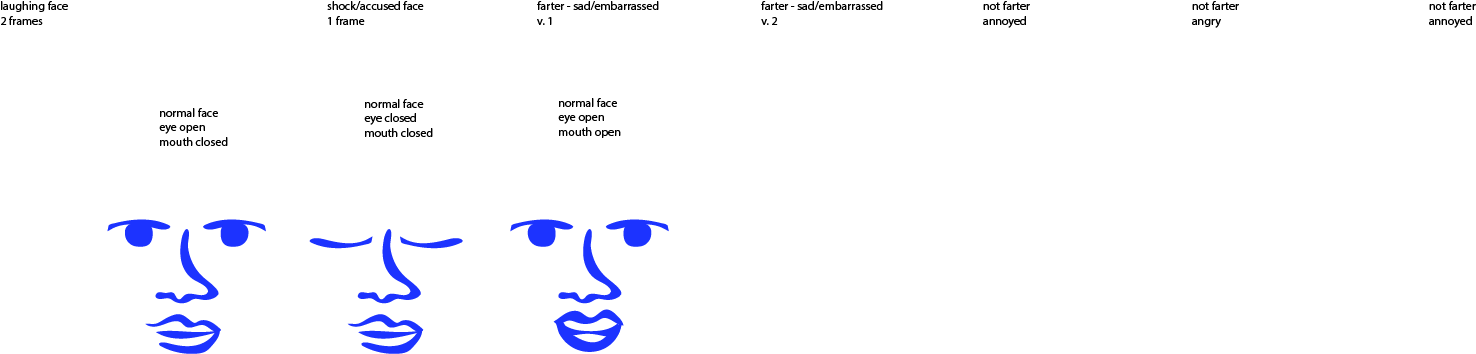 laughing face
2 frames
shock/accused face
1 frame
farter - sad/embarrassed
v. 1
farter - sad/embarrassed
v. 2
not farter
annoyed
not farter
angry
not farter
annoyed
normal face
eye open
mouth closed
normal face
eye closed
mouth closed
normal face
eye open
mouth open